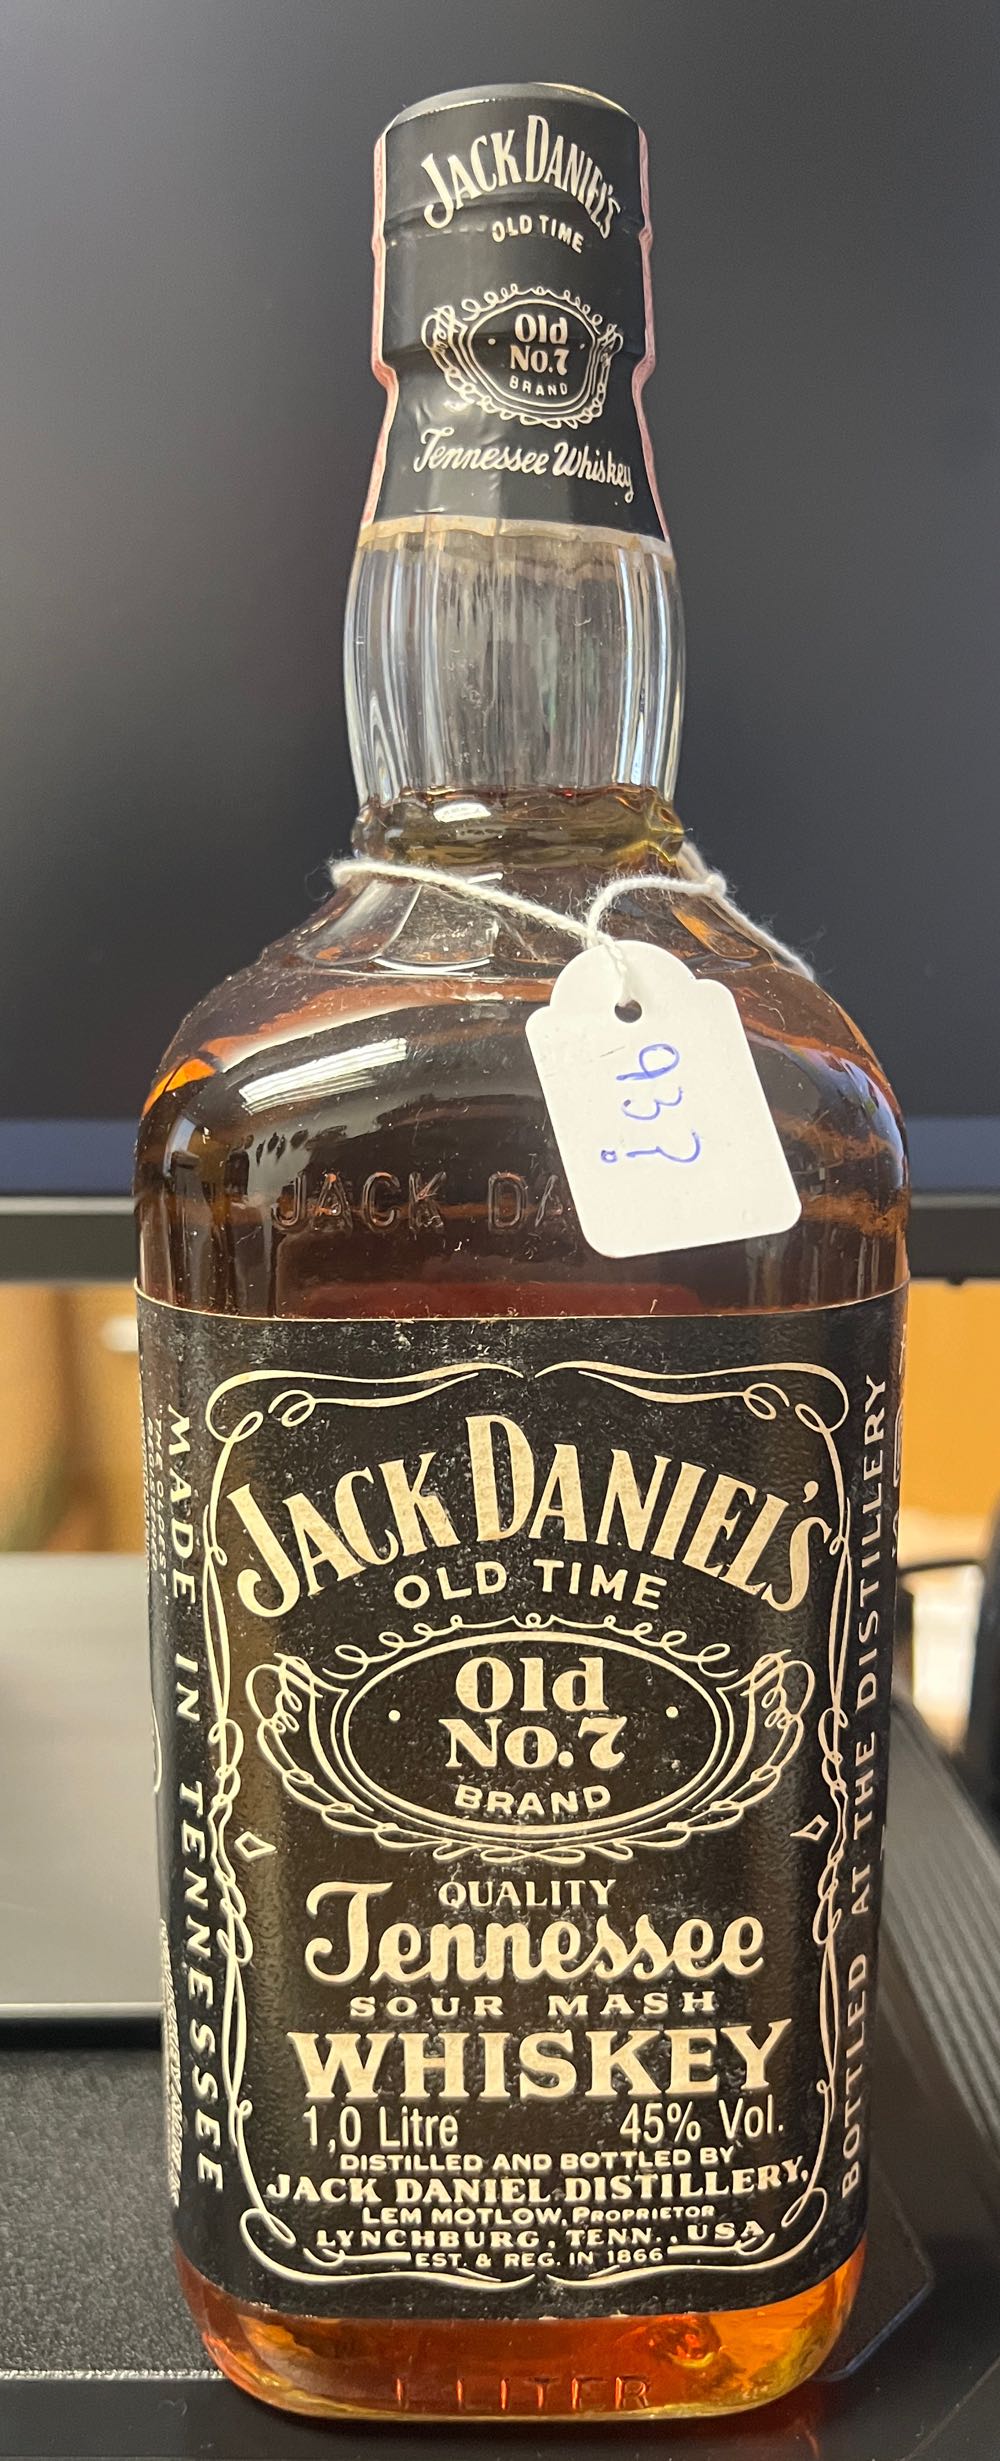 JACK DANIEL'S
OLD TIME
Old
No.7
BRAND
Tennessee Whiskey
JACK DA
JACK DANIEL'S
OLD TIME
Old
No.7
BRAND
QUALITY
Tennessee
SOUR MASH
WHISKEY
1,0 Litre 45% Vol.
DISTILLED AND BOTTLED BY
JACK DANIEL DISTILLERY,
LEM MOTLOW, PROPRIETOR
LYNCHBURG, TENN., USA
EST. & REG. IN 1866
MADE IN TENNESSEE
BOTTLED AT THE DISTILLERY
1 LITER